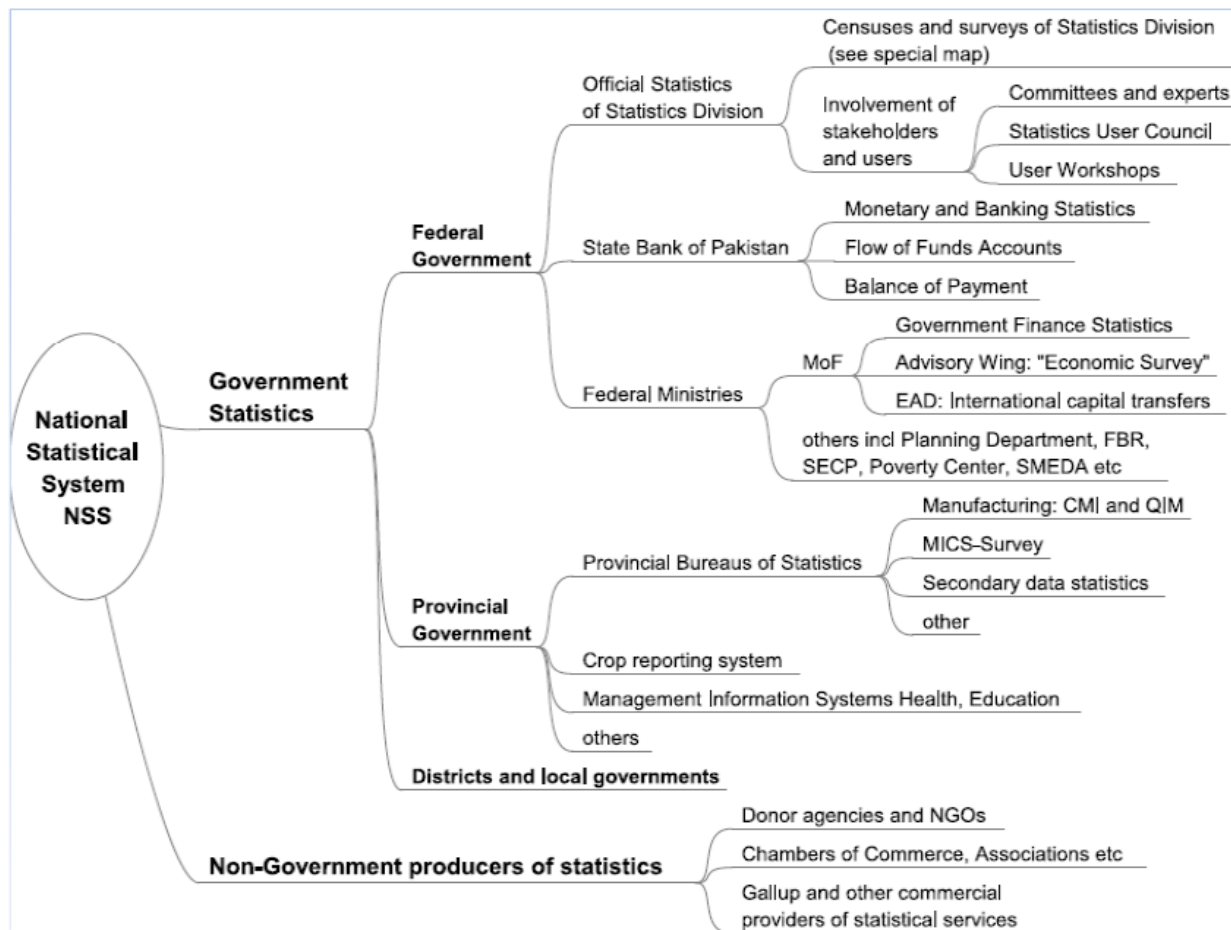 National
Statistical
System
NSS
Government
Statistics
Federal
Government
Official Statistics
of Statistics Division
Censuses and surveys of Statistics Division
(see special map)
Involvement of
stakeholders
and users
Committees and experts
Statistics User Council
User Workshops
State Bank of Pakistan
Monetary and Banking Statistics
Flow of Funds Accounts
Balance of Payment
Federal Ministries
MoF
Government Finance Statistics
Advisory Wing: "Economic Survey"
EAD: International capital transfers
others incl Planning Department, FBR,
SECP, Poverty Center, SMEDA etc
Provincial
Government
Provincial Bureaus of Statistics
Manufacturing: CMI and QIM
MICS–Survey
Secondary data statistics
other
Crop reporting system
Management Information Systems Health, Education
others
Districts and local governments
Non-Government producers of statistics
Donor agencies and NGOs
Chambers of Commerce, Associations etc
Gallup and other commercial
providers of statistical services